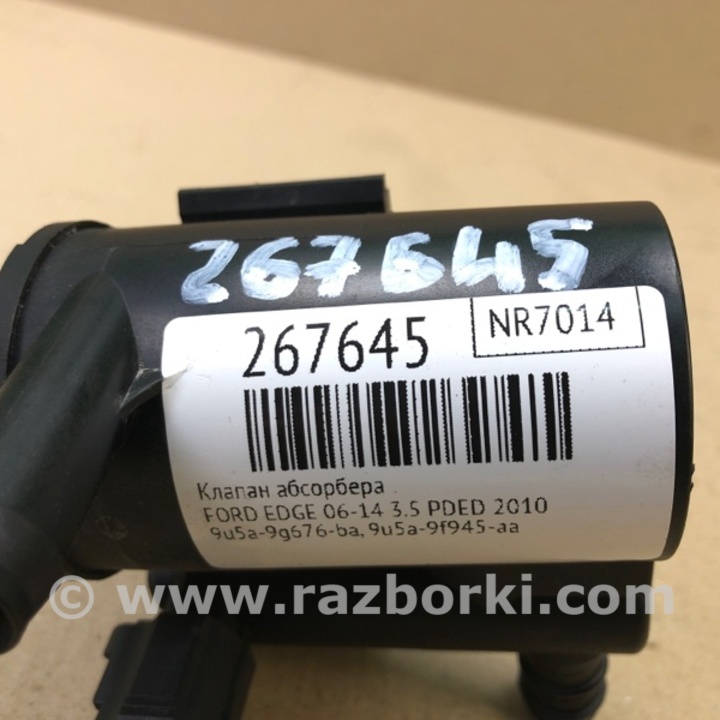 267645
267645
NR7014
Клапан абсорбера
FORD EDGE 06-14 3.5 PDED 2010
9u5a-9g676-ba, 9u5a-9f945-aa
© www.razborki.com